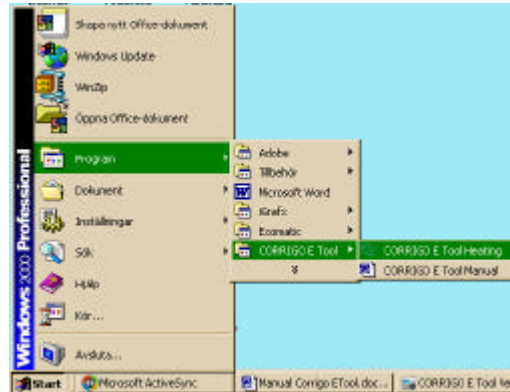 Skapa nytt Office-dokument
Windows Update
WinZip
Öppna Office-dokument
Program
Dokument
Inställningar
Sök
Hjälp
Kör...
Avsluta...
Windows 2000 Professional
Adobe
Tillbehör
Microsoft Word
Exomatic
CORRIGO E Tool
CORRIGO E Tool Heating
CORRIGO E Tool Manual
Start
Microsoft ActiveSync
Manual Corrigo ETool.doc...
CORRIGO E Tool He